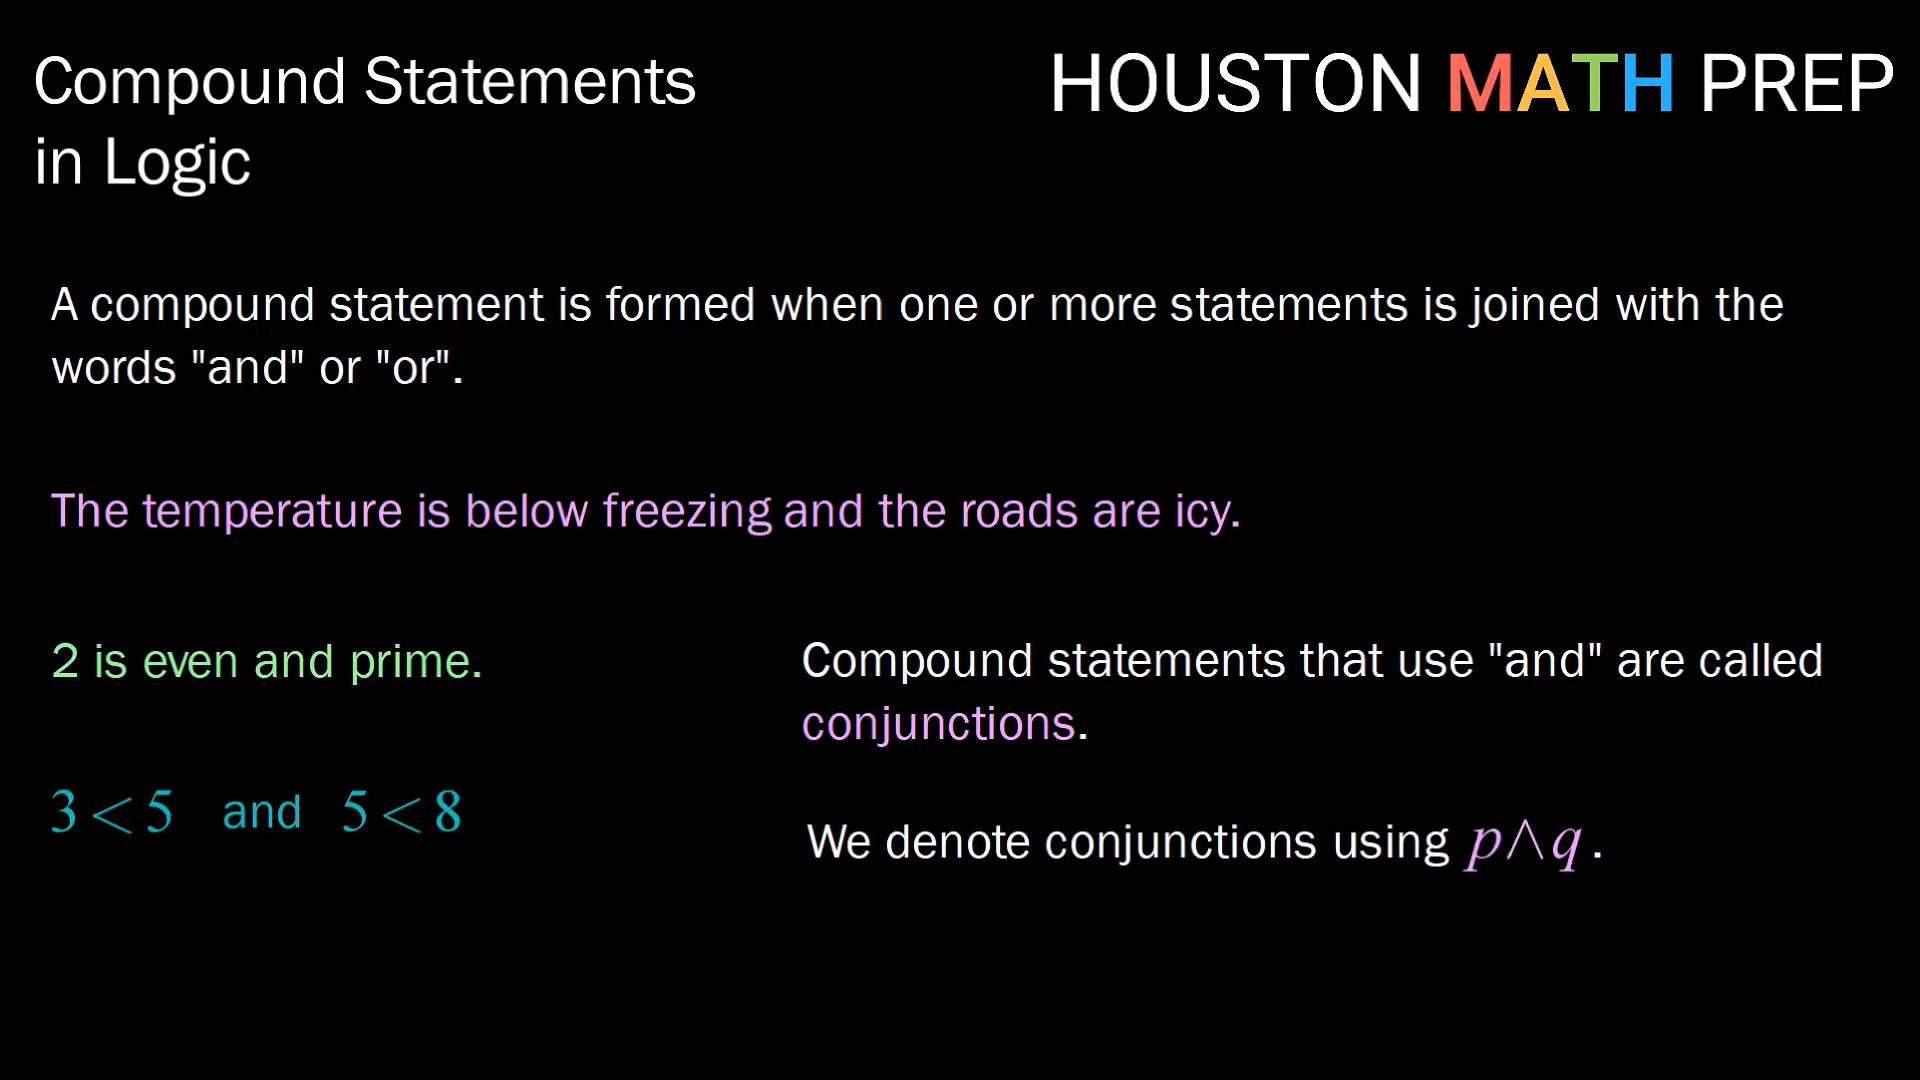 Compound Statements
in Logic
HOUSTON MATH PREP
A compound statement is formed when one or more statements is joined with the
words "and" or "or".
The temperature is below freezing and the roads are icy.
2 is even and prime.
3 < 5 and 5 < 8
Compound statements that use "and" are called
conjunctions.
We denote conjunctions using p∧q.